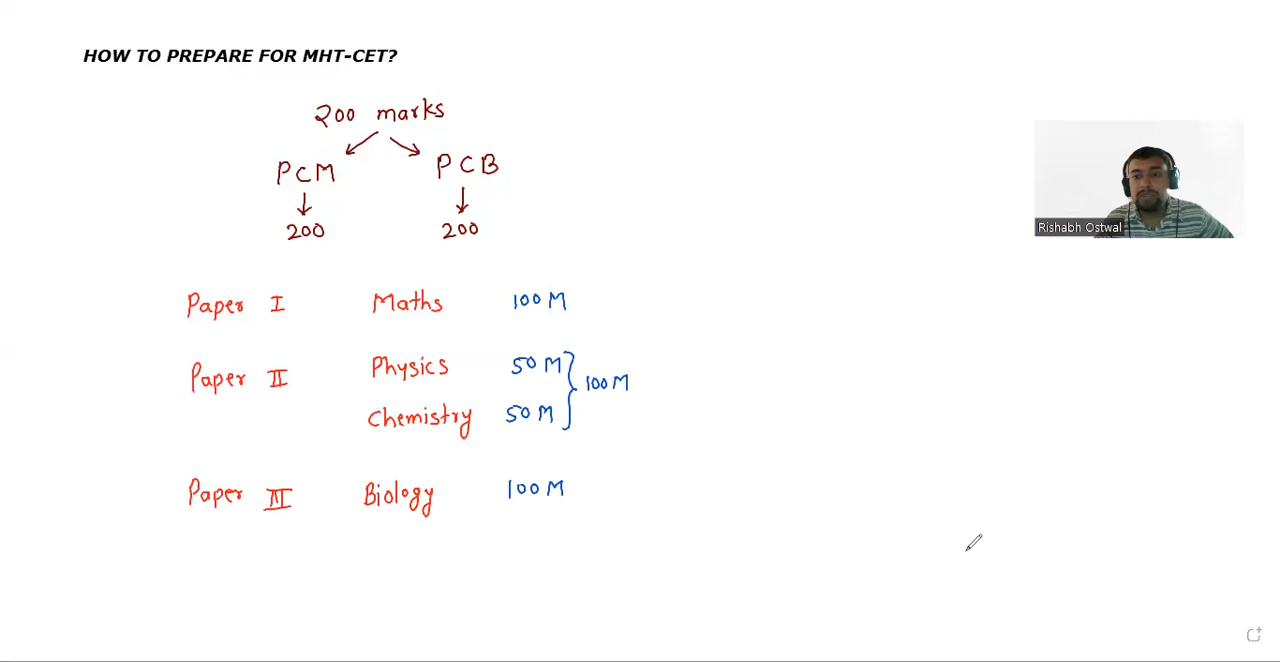 HOW TO PREPARE FOR MHT-CET?
200 marks
PCM PCB
200 200
Rishabh Ostwal
Paper I Maths 100 M
Paper II Physics 50 M
100 M
Chemistry 50 M
Paper III Biology 100 M